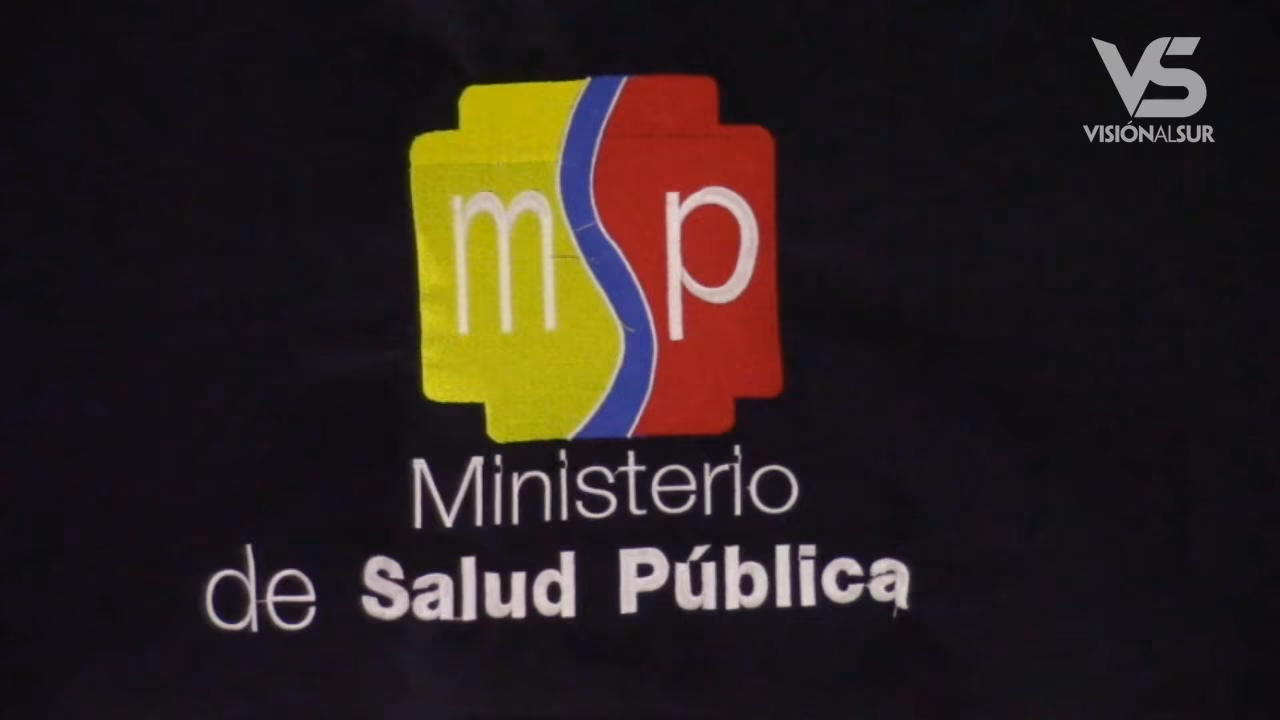 VS
VISIÓNALSUR
msp
Ministerio
de Salud Pública